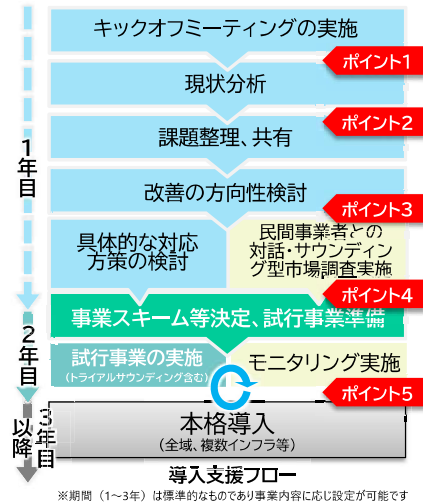 キックオフミーティングの実施
ポイント1
現状分析
ポイント2
課題整理、共有
1年目
改善の方向性検討
ポイント3
具体的な対応
方策の検討
民間事業者との
対話・サウンディン
グ型市場調査実施
ポイント4
事業スキーム等決定、試行事業準備
2年目
試行事業の実施
(トライアルサウンディング含む)
モニタリング実施
ポイント5
3年目
以降
本格導入
(全域、複数インフラ等)
導入支援フロー
※期間（1～3年）は標準的なものであり事業内容に応じ設定が可能です